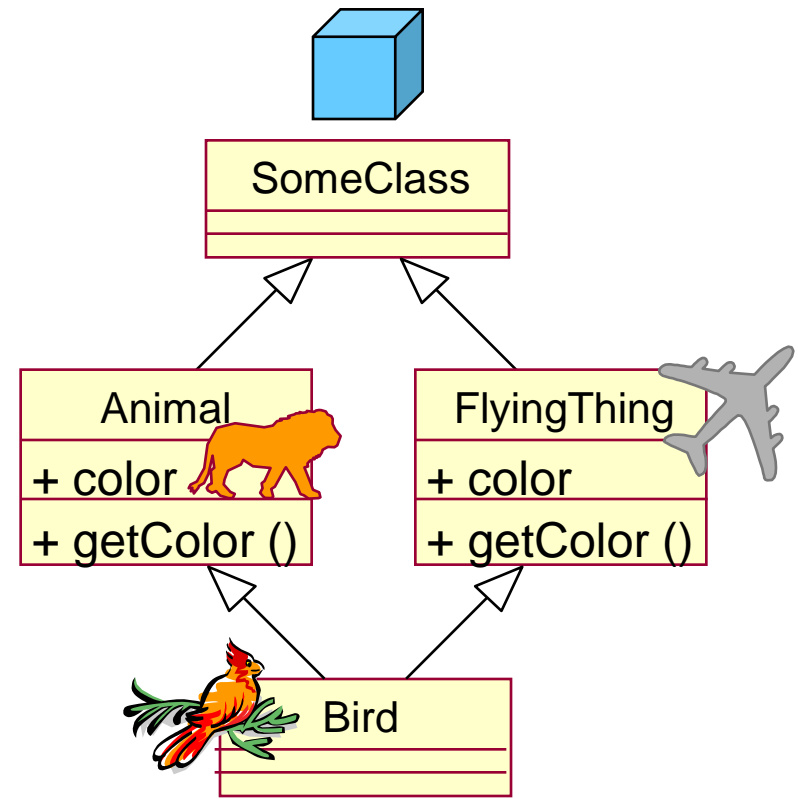 SomeClass
Animal
+ color
+ getColor ()
FlyingThing
+ color
+ getColor ()
Bird